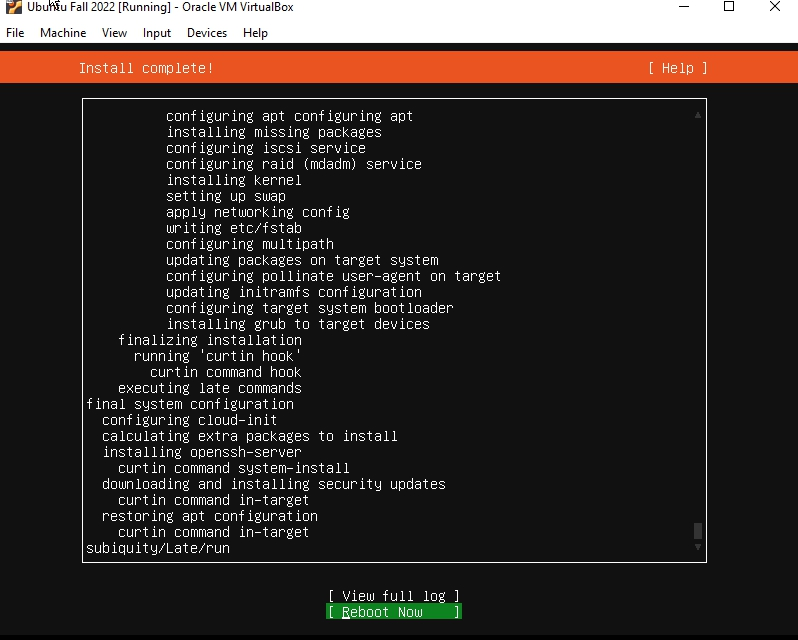 Ubuntu Fall 2022 [Running] - Oracle VM VirtualBox
File Machine View Input Devices Help
Install complete! [ Help ]
configuring apt configuring apt
installing missing packages
configuring iscsi service
configuring raid (mdadm) service
installing kernel
setting up swap
apply networking config
writing etc/fstab
configuring multipath
updating packages on target system
configuring pollinate user-agent on target
updating initramfs configuration
configuring target system bootloader
installing grub to target devices
finalizing installation
running 'curtin hook'
curtin command hook
executing late commands
final system configuration
configuring cloud-init
calculating extra packages to install
installing openssh-server
curtin command system-install
downloading and installing security updates
curtin command in-target
restoring apt configuration
curtin command in-target
subiquity/Late/run
[ View full log ]
[ Reboot Now ]